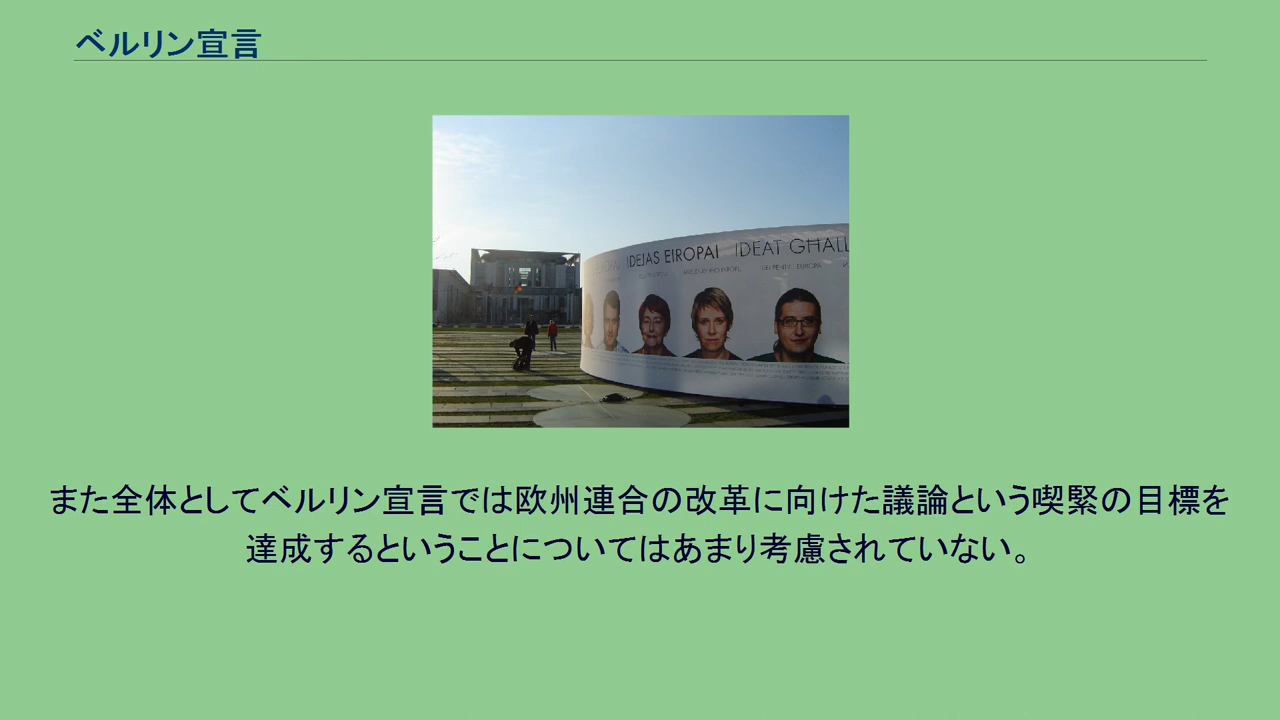 ベルリン宣言
IDEJAS EIROPAI
IDEAT GHALL
また全体としてベルリン宣言では欧州連合の改革に向けた議論という喫緊の目標を
達成するということについてはあまり考慮されていない。